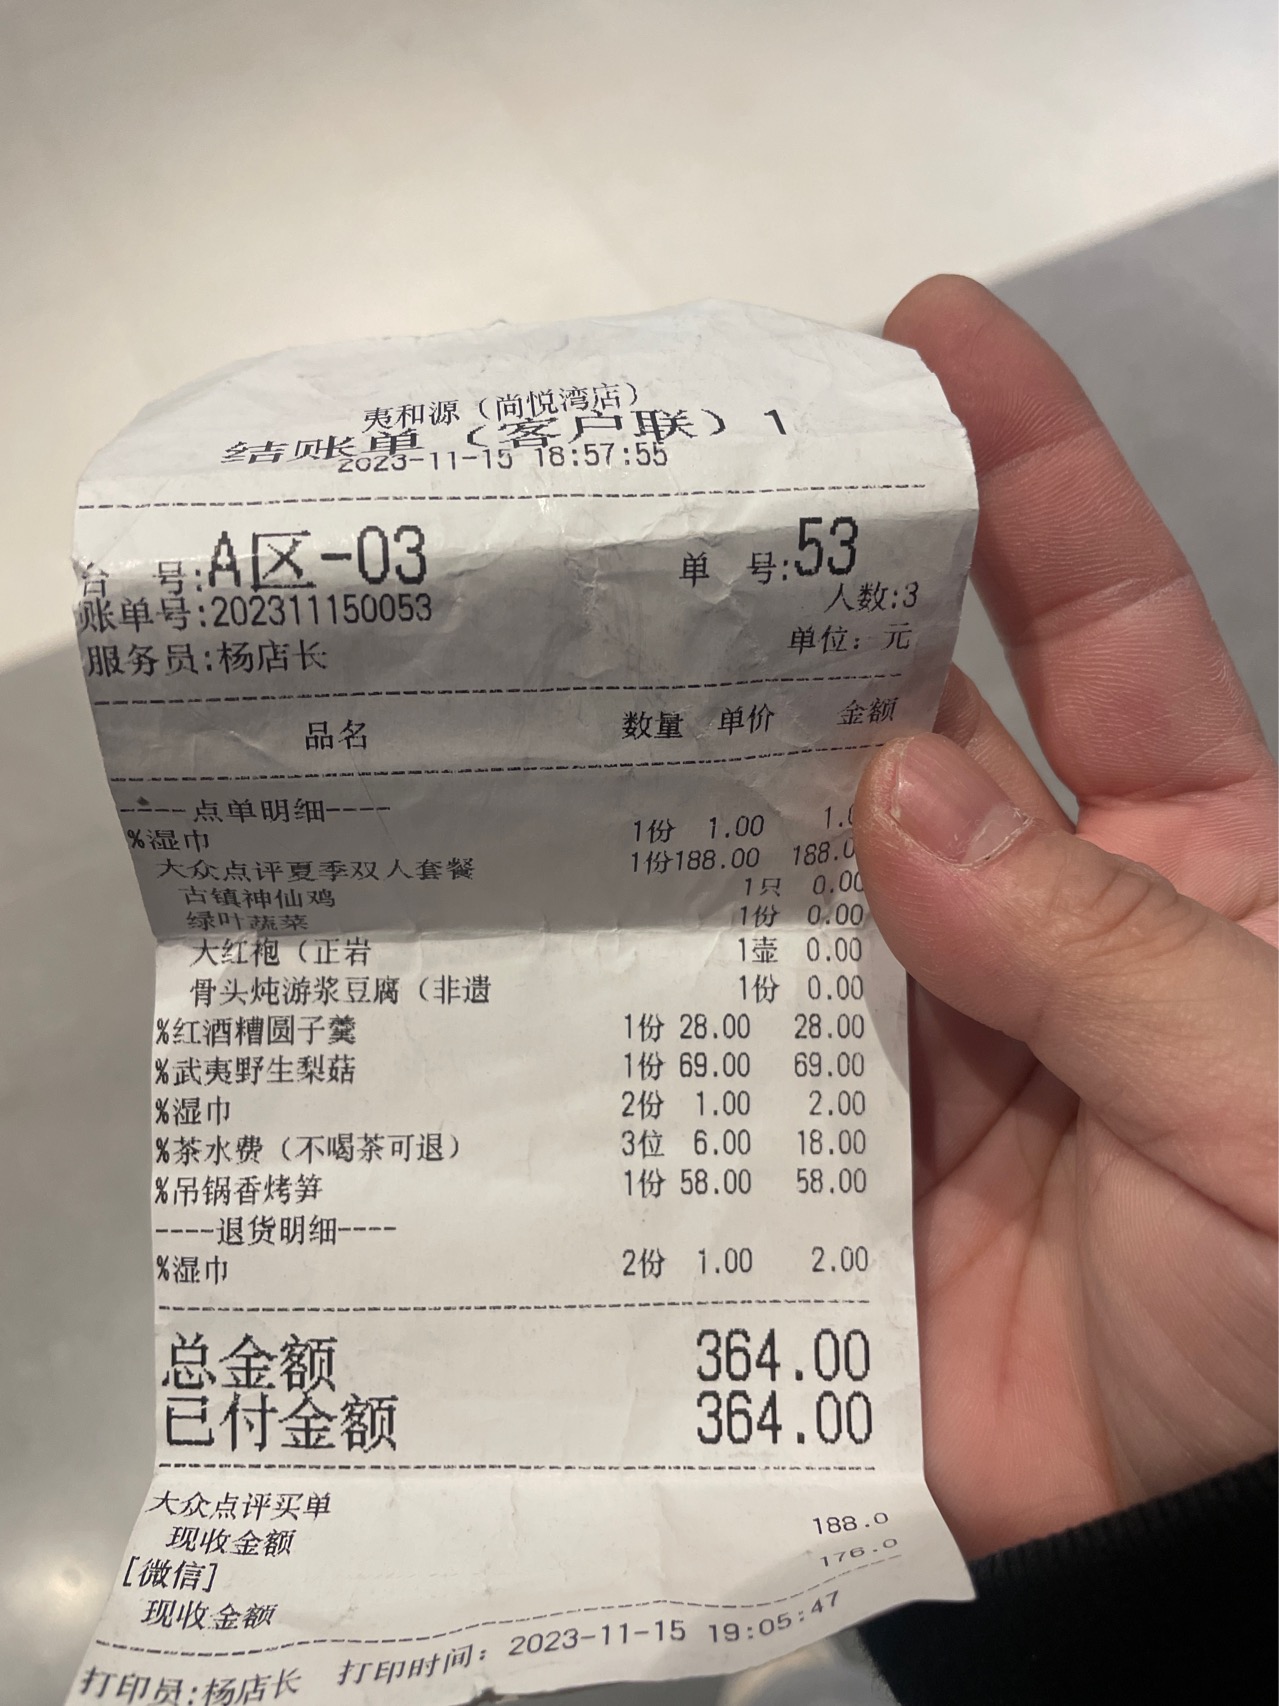 夷和源（尚悦湾店）
结账单（客户联）1
2023-11-15 18:57:55
台 号:A区-03 单 号:53
人数:3
账单号:202311150053
单位：元
服务员:杨店长
品名 数量 单价 金额
----点单明细----
%湿巾 1份 1.00 1.0
大众点评夏季双人套餐 1份188.00 188.0
古镇神仙鸡 1只 0.00
绿叶蔬菜 1份 0.00
大红袍（正岩 1壶 0.00
骨头炖游浆豆腐（非遗 1份 0.00
%红酒糟圆子羹 1份 28.00 28.00
%武夷野生梨菇 1份 69.00 69.00
%湿巾 2份 1.00 2.00
%茶水费（不喝茶可退） 3位 6.00 18.00
%吊锅香烤笋 1份 58.00 58.00
----退货明细----
%湿巾 2份 1.00 2.00
总金额 364.00
已付金额 364.00
大众点评买单
现收金额 188.0
[微信]
现收金额 176.0
打印员:杨店长 打印时间：2023-11-15 19:05:47